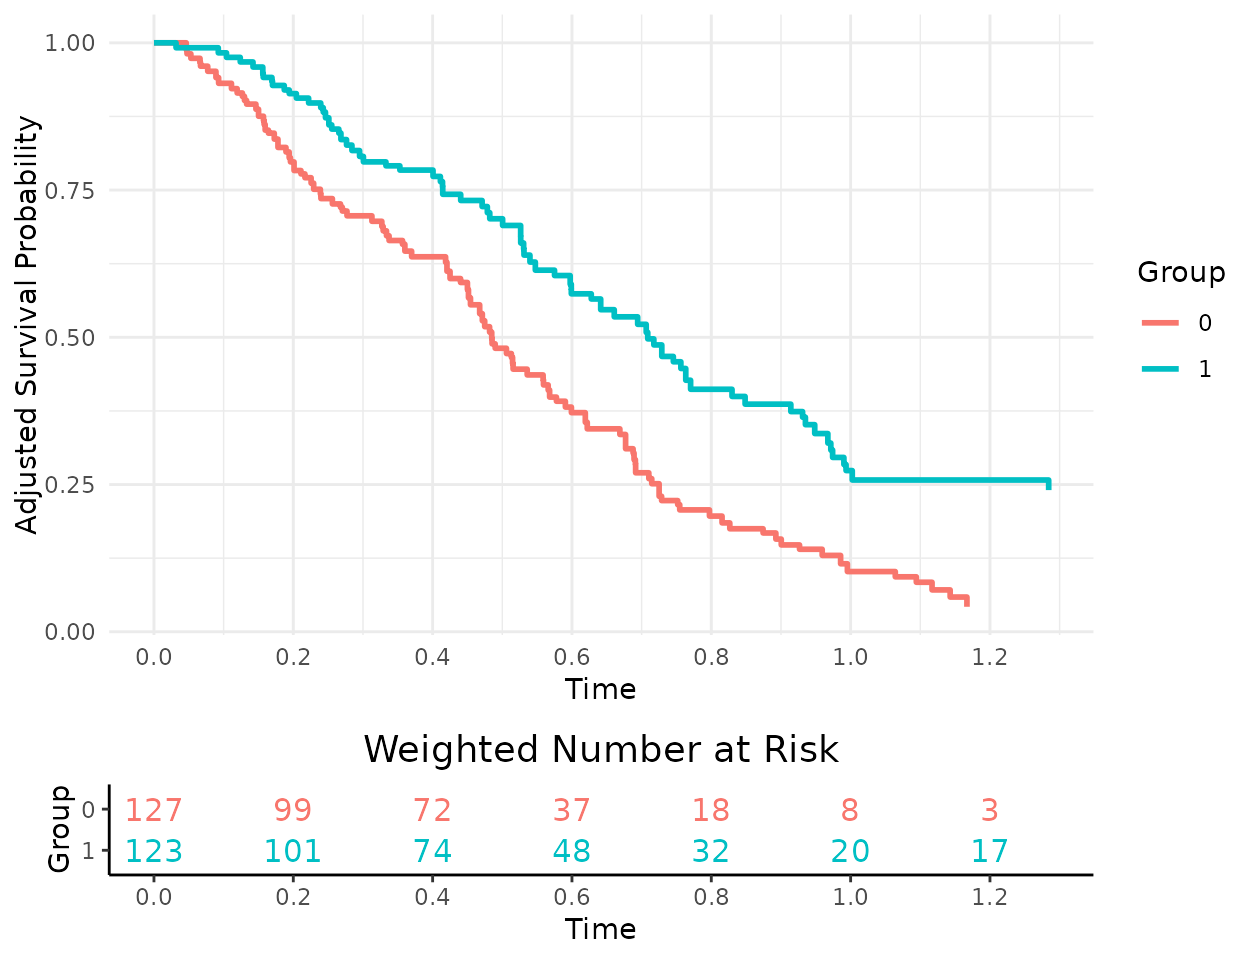 Adjusted Survival Probability
1.00
0.75
0.50
0.25
0.00
0.0 0.2 0.4 0.6 0.8 1.0 1.2
Time
Group
0
1
Weighted Number at Risk
Group
0 127 99 72 37 18 8 3
1 123 101 74 48 32 20 17
0.0 0.2 0.4 0.6 0.8 1.0 1.2
Time